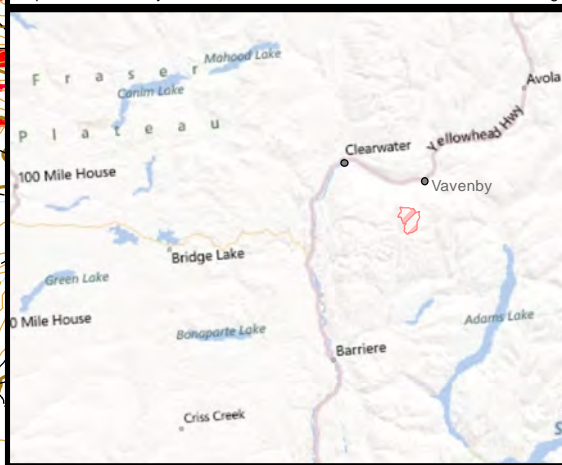 Mahood Lake
F r a s e r
Canim Lake
Avola
P l a t e a u
Yellowhead Hwy
Clearwater
100 Mile House
Vavenby
Bridge Lake
Green Lake
0 Mile House
Bonaparte Lake
Adams Lake
Barriere
Criss Creek
S